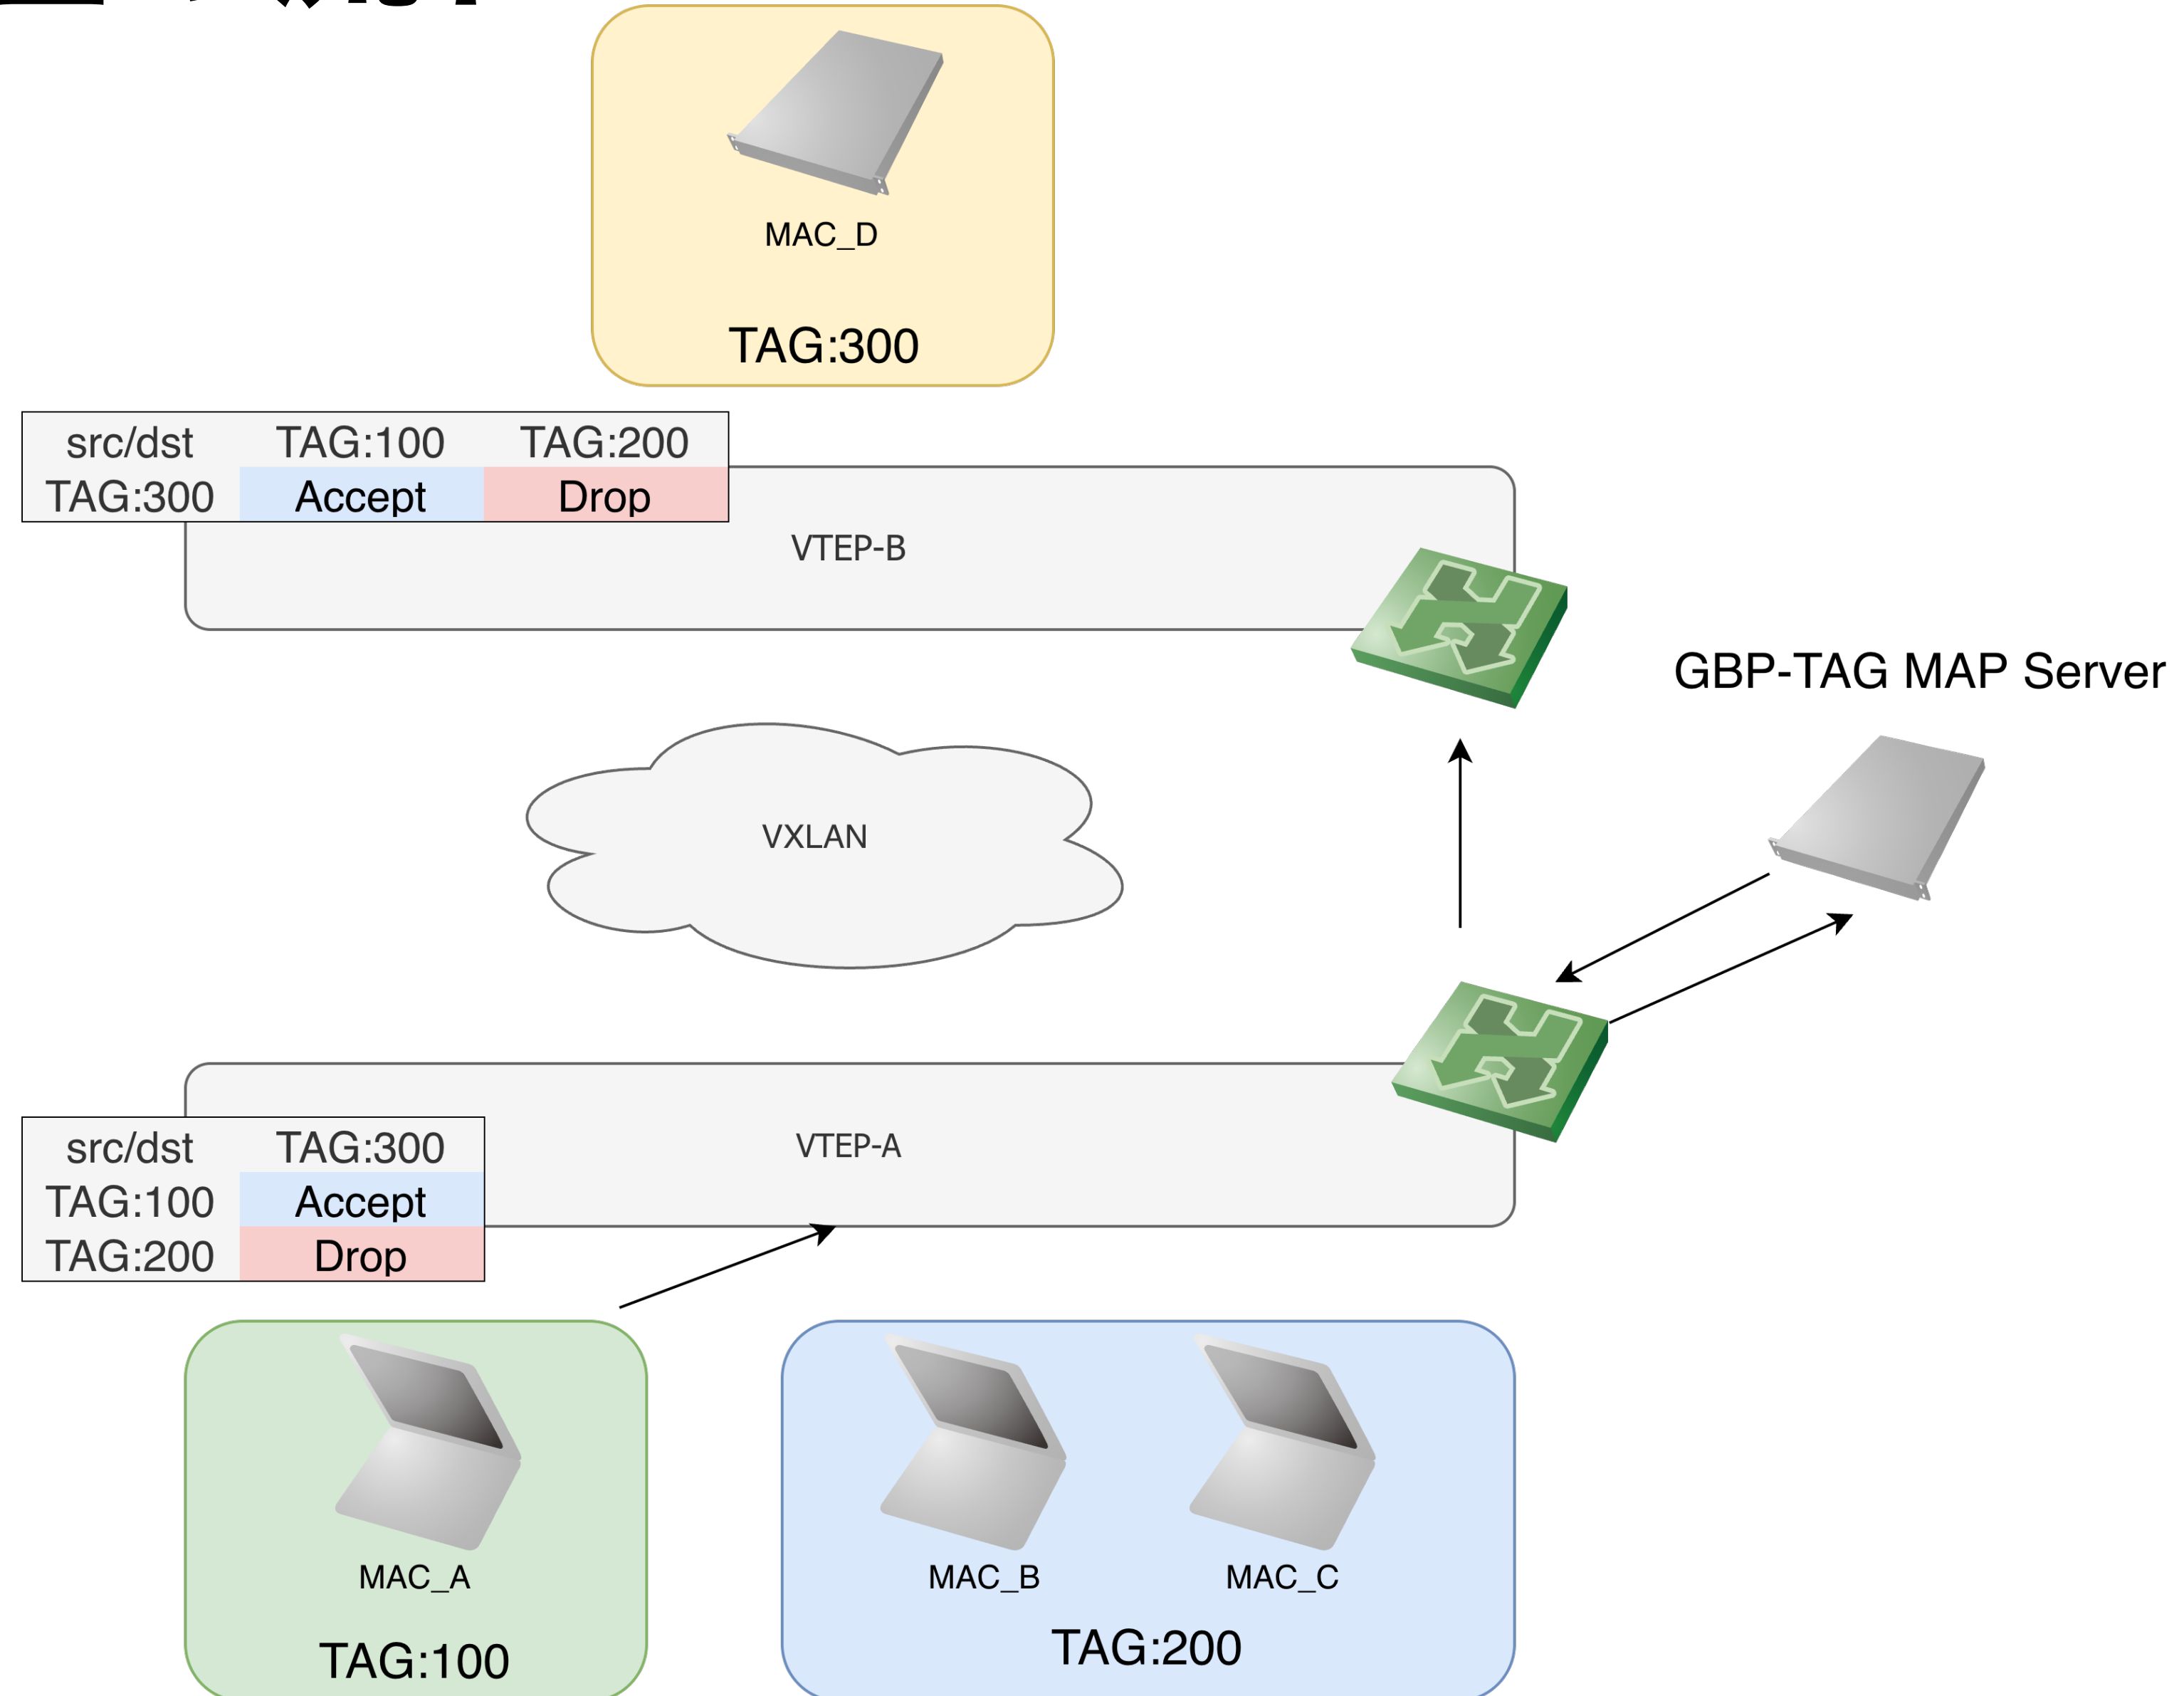 MAC_D
TAG:300
src/dst TAG:100 TAG:200
TAG:300 Accept Drop
VTEP-B
GBP-TAG MAP Server
VXLAN
VTEP-A
src/dst TAG:300
TAG:100 Accept
TAG:200 Drop
MAC_A
TAG:100
MAC_B MAC_C
TAG:200